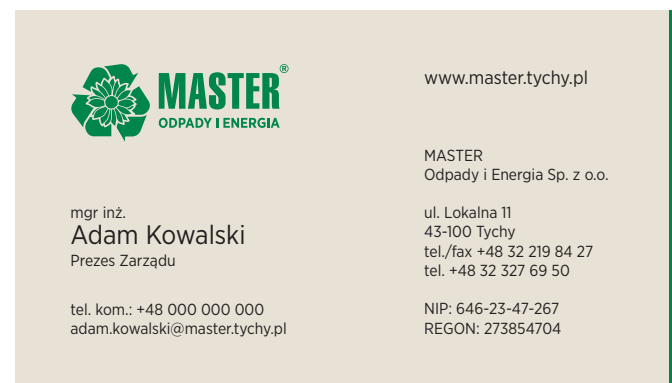 MASTER®
ODPADY I ENERGIA
mgr inż.
Adam Kowalski
Prezes Zarządu
tel. kom.: +48 000 000 000
adam.kowalski@master.tychy.pl
www.master.tychy.pl
MASTER
Odpady i Energia Sp. z o.o.
ul. Lokalna 11
43-100 Tychy
tel./fax +48 32 219 84 27
tel. +48 32 327 69 50
NIP: 646-23-47-267
REGON: 273854704